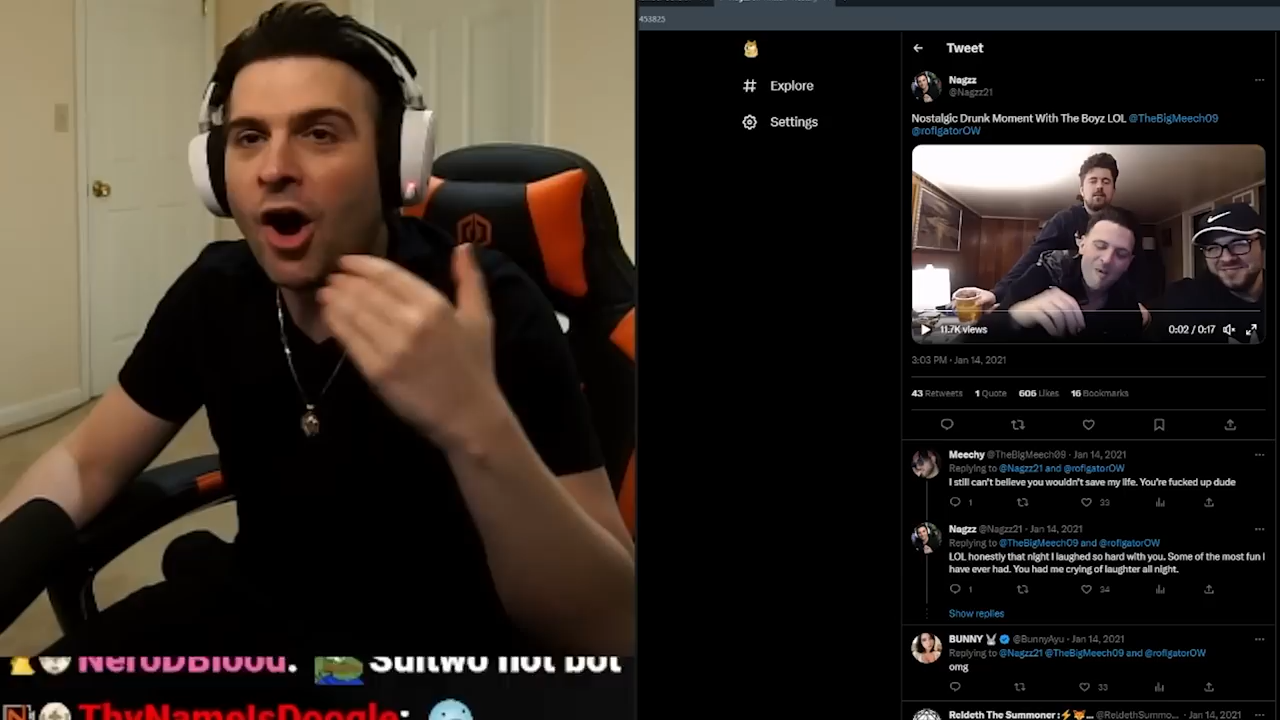 453825
Tweet
Nagzz
@Nagzz21
Explore
Settings
Nostalgic Drunk Moment With The Boyz LOL @TheBigMeech09
@roflgatorOW
11.7K views
0:02 / 0:17
3:03 PM · Jan 14, 2021
43 Retweets 1 Quote 606 Likes 16 Bookmarks
Meechy @TheBigMeech09 · Jan 14, 2021
Replying to @Nagzz21 and @roflgatorOW
I still can't believe you wouldn't save my life. You're fucked up dude
1 33
Nagzz @Nagzz21 · Jan 14, 2021
Replying to @TheBigMeech09 and @roflgatorOW
LOL honestly that night I laughed so hard with you. Some of the most fun I
have ever had. You had me crying of laughter all night.
1 34
Show replies
BUNNY @BunnyAyu · Jan 14, 2021
Replying to @Nagzz21 @TheBigMeech09 and @roflgatorOW
omg
33
Reldeth The Summoner : ... @ReldethSummo... · Jan 14, 2021
NeroDBlood: Suitwo not bot
ThyNameIsDoogle: